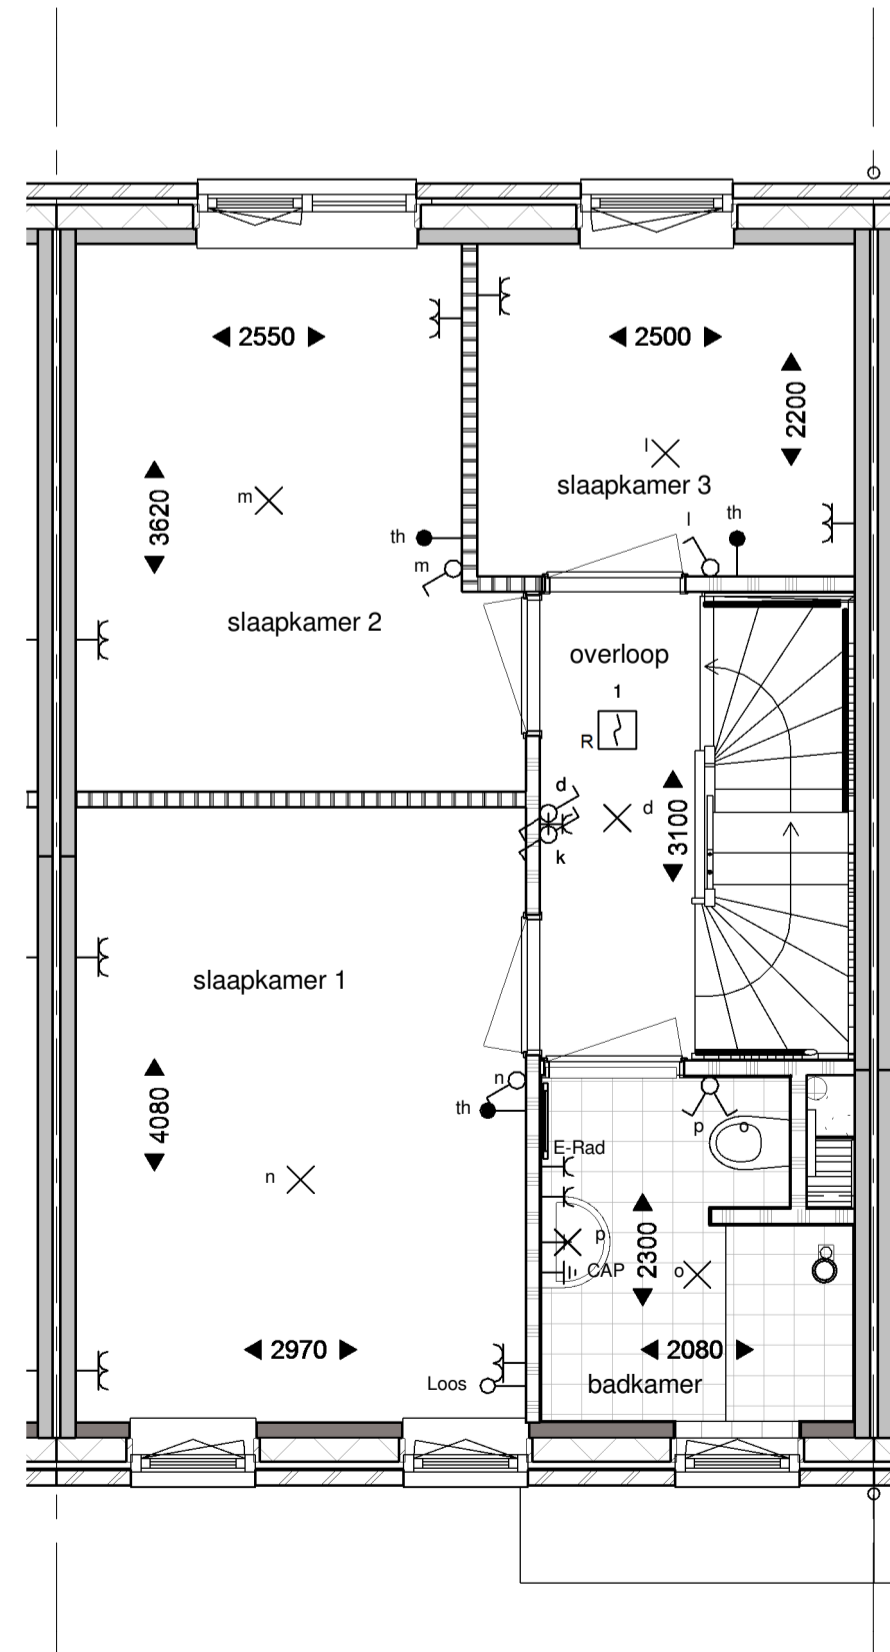 2550
2500
2200
l
slaapkamer 3
3620
m
th
l
th
m
slaapkamer 2
overloop
1
R
d
d
3100
k
slaapkamer 1
n
th
p
o
4080
E-Rad
n
p
2300
CAP
o
2970
2080
Loos
badkamer